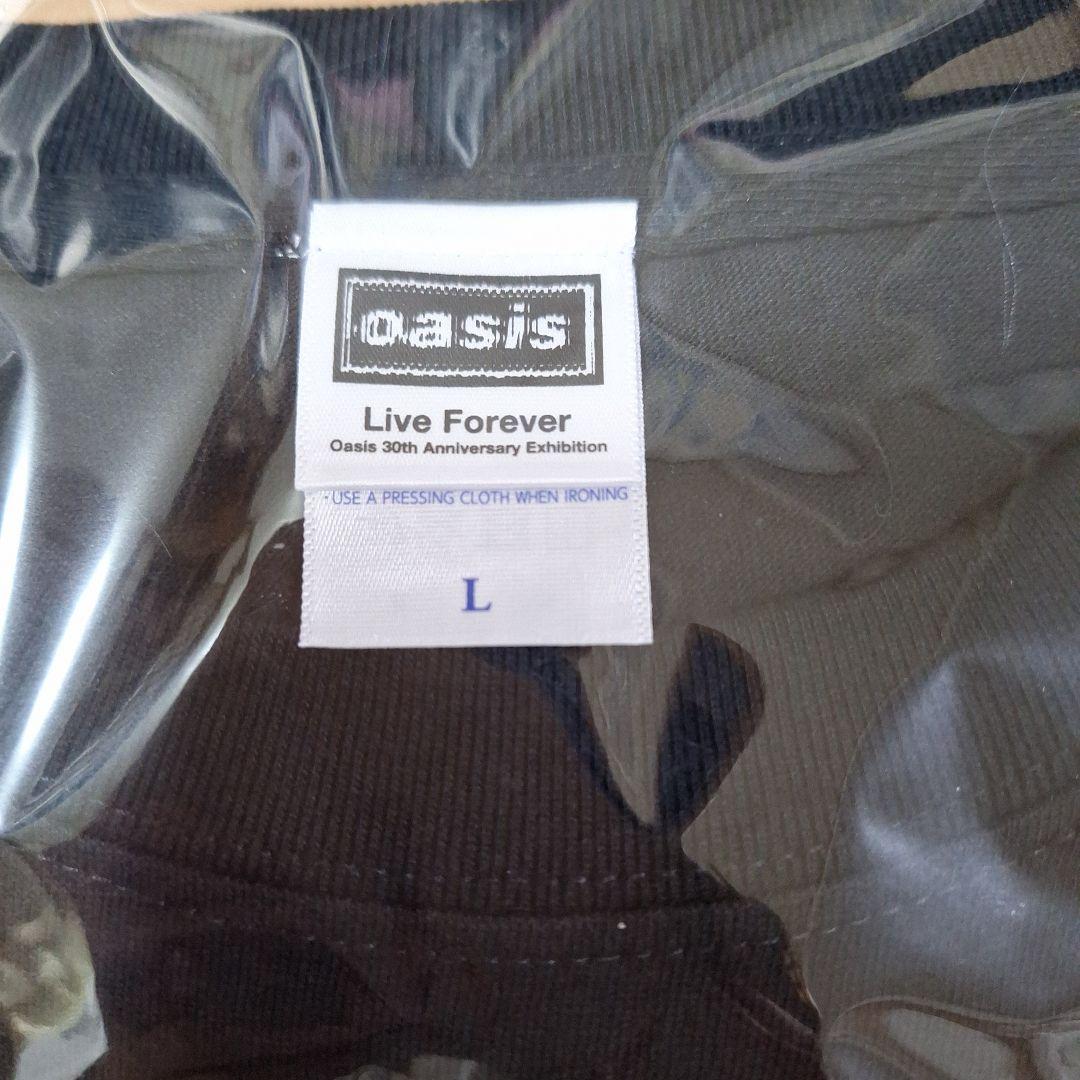 oasis
Live Forever
Oasis 30th Anniversary Exhibition
・USE A PRESSING CLOTH WHEN IRONING
L